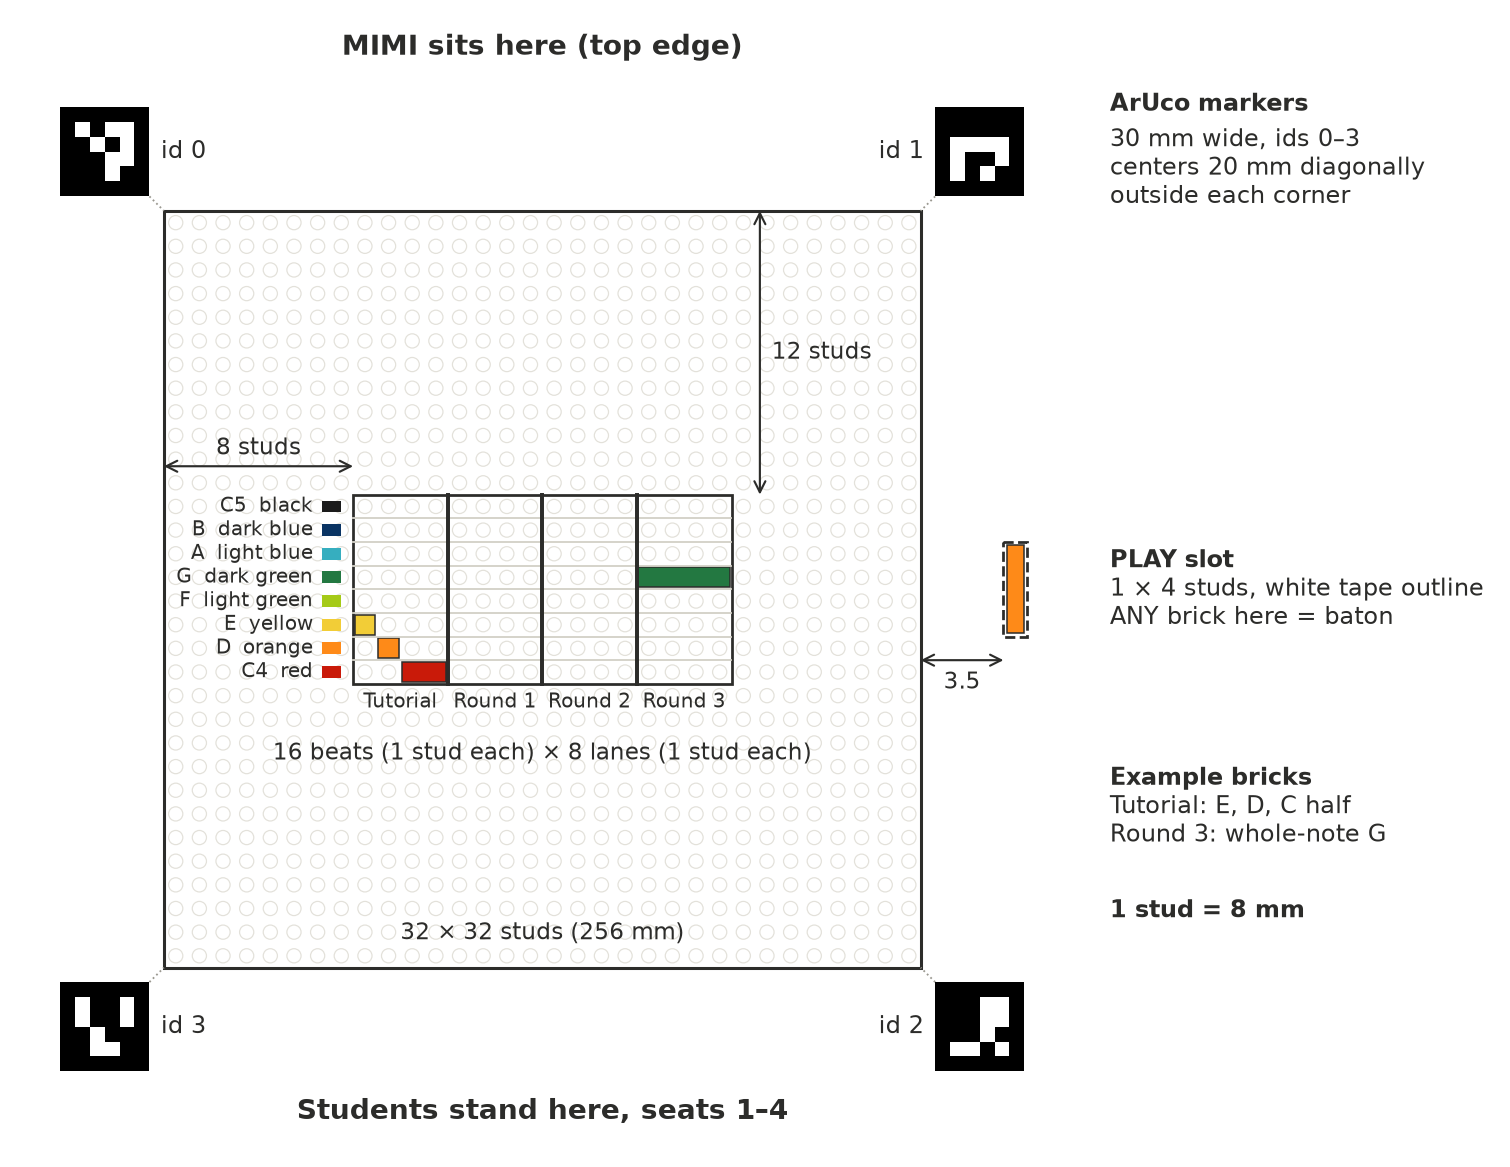 MIMI sits here (top edge)
id 0
id 1
ArUco markers
30 mm wide, ids 0–3
centers 20 mm diagonally
outside each corner
12 studs
8 studs
C5 black
B dark blue
A light blue
G dark green
F light green
E yellow
D orange
C4 red
Tutorial
Round 1
Round 2
Round 3
16 beats (1 stud each) × 8 lanes (1 stud each)
PLAY slot
1 × 4 studs, white tape outline
ANY brick here = baton
3.5
Example bricks
Tutorial: E, D, C half
Round 3: whole-note G
1 stud = 8 mm
32 × 32 studs (256 mm)
id 3
id 2
Students stand here, seats 1–4